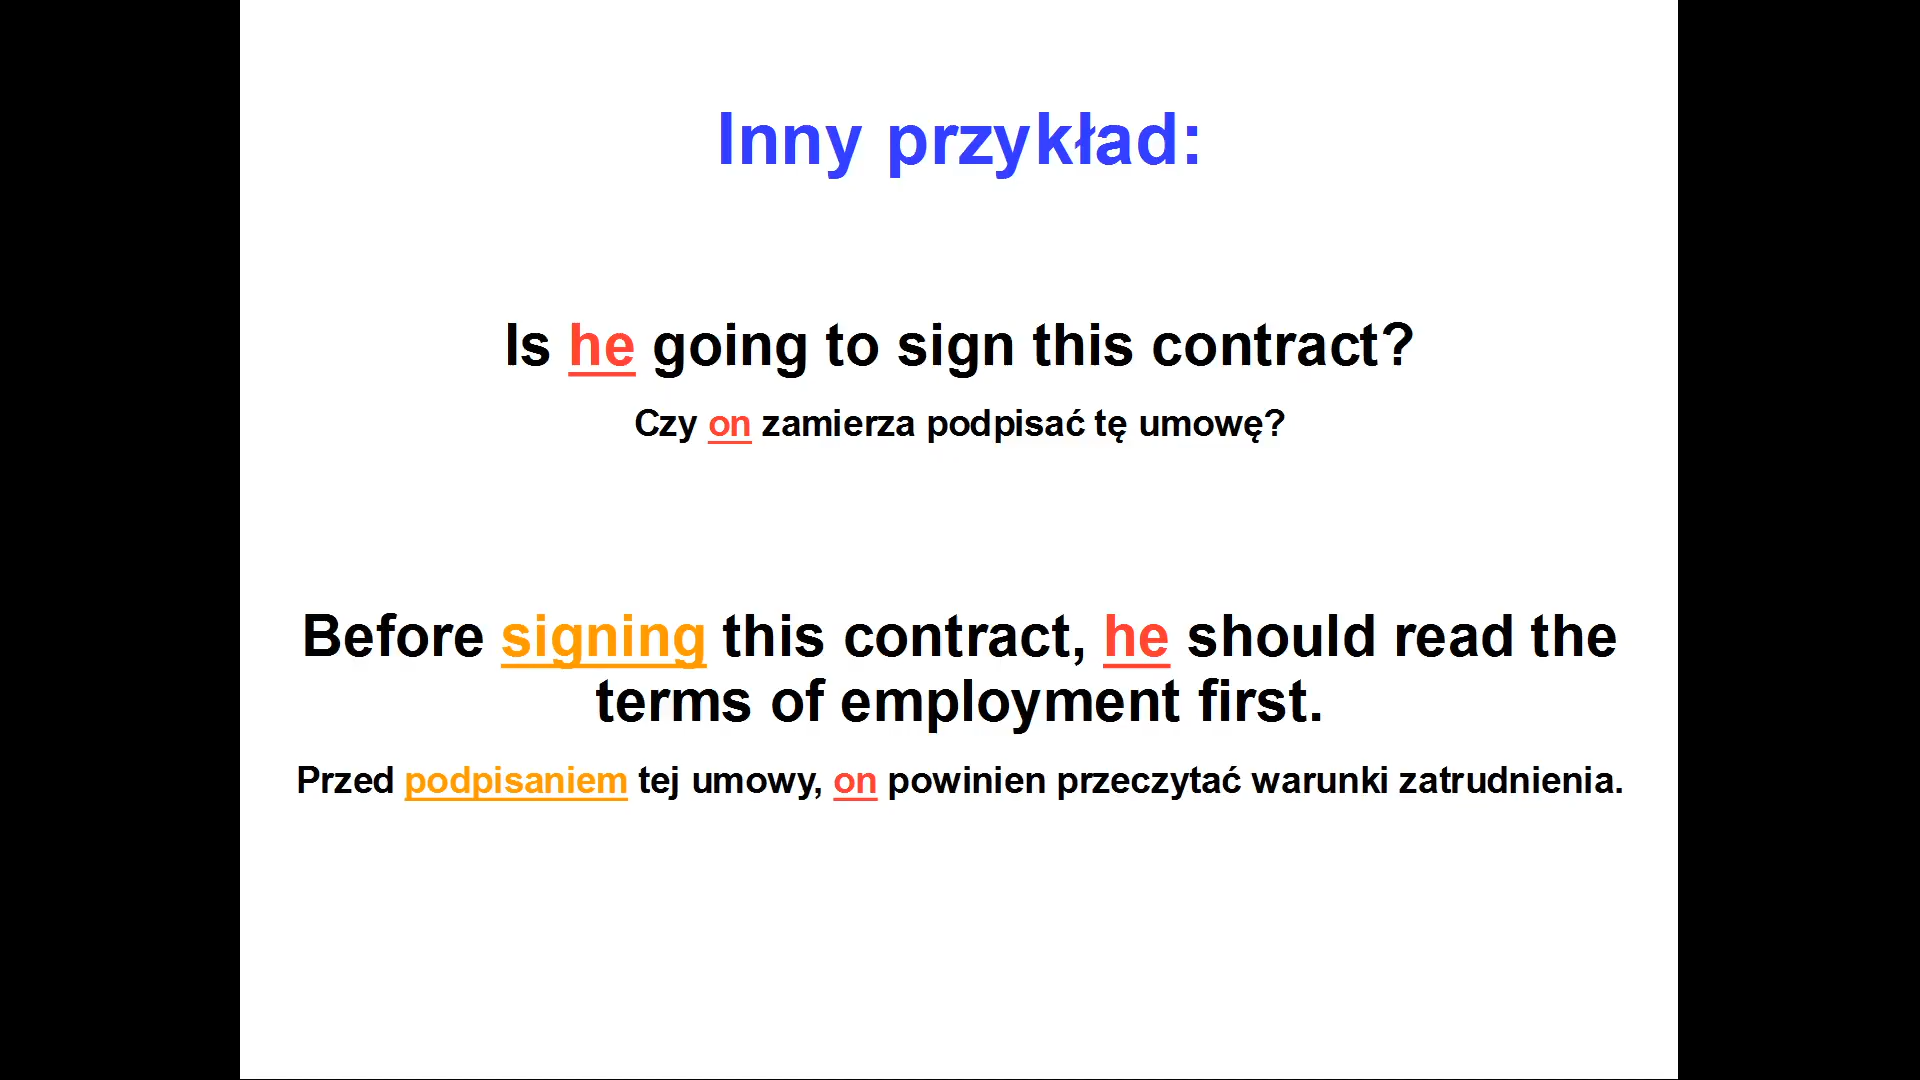 Inny przykład:
Is he going to sign this contract?
Czy on zamierza podpisać tę umowę?
Before signing this contract, he should read the
terms of employment first.
Przed podpisaniem tej umowy, on powinien przeczytać warunki zatrudnienia.